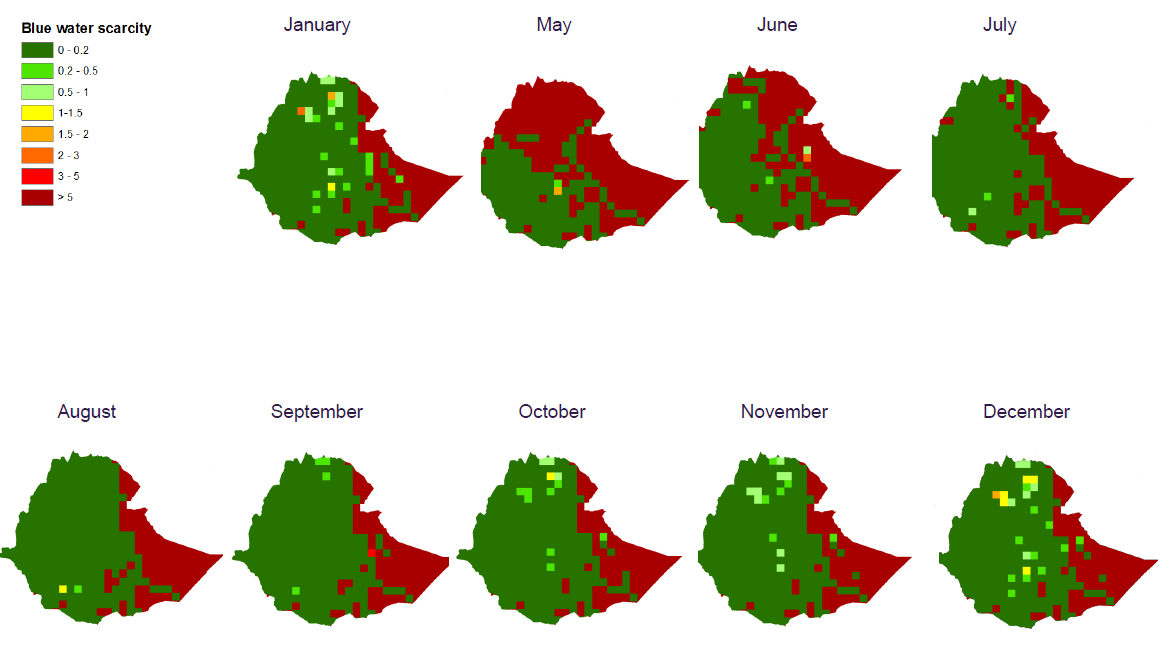 Blue water scarcity
0 - 0.2
0.2 - 0.5
0.5 - 1
1-1.5
1.5 - 2
2 - 3
3 - 5
> 5
January
May
June
July
August
September
October
November
December